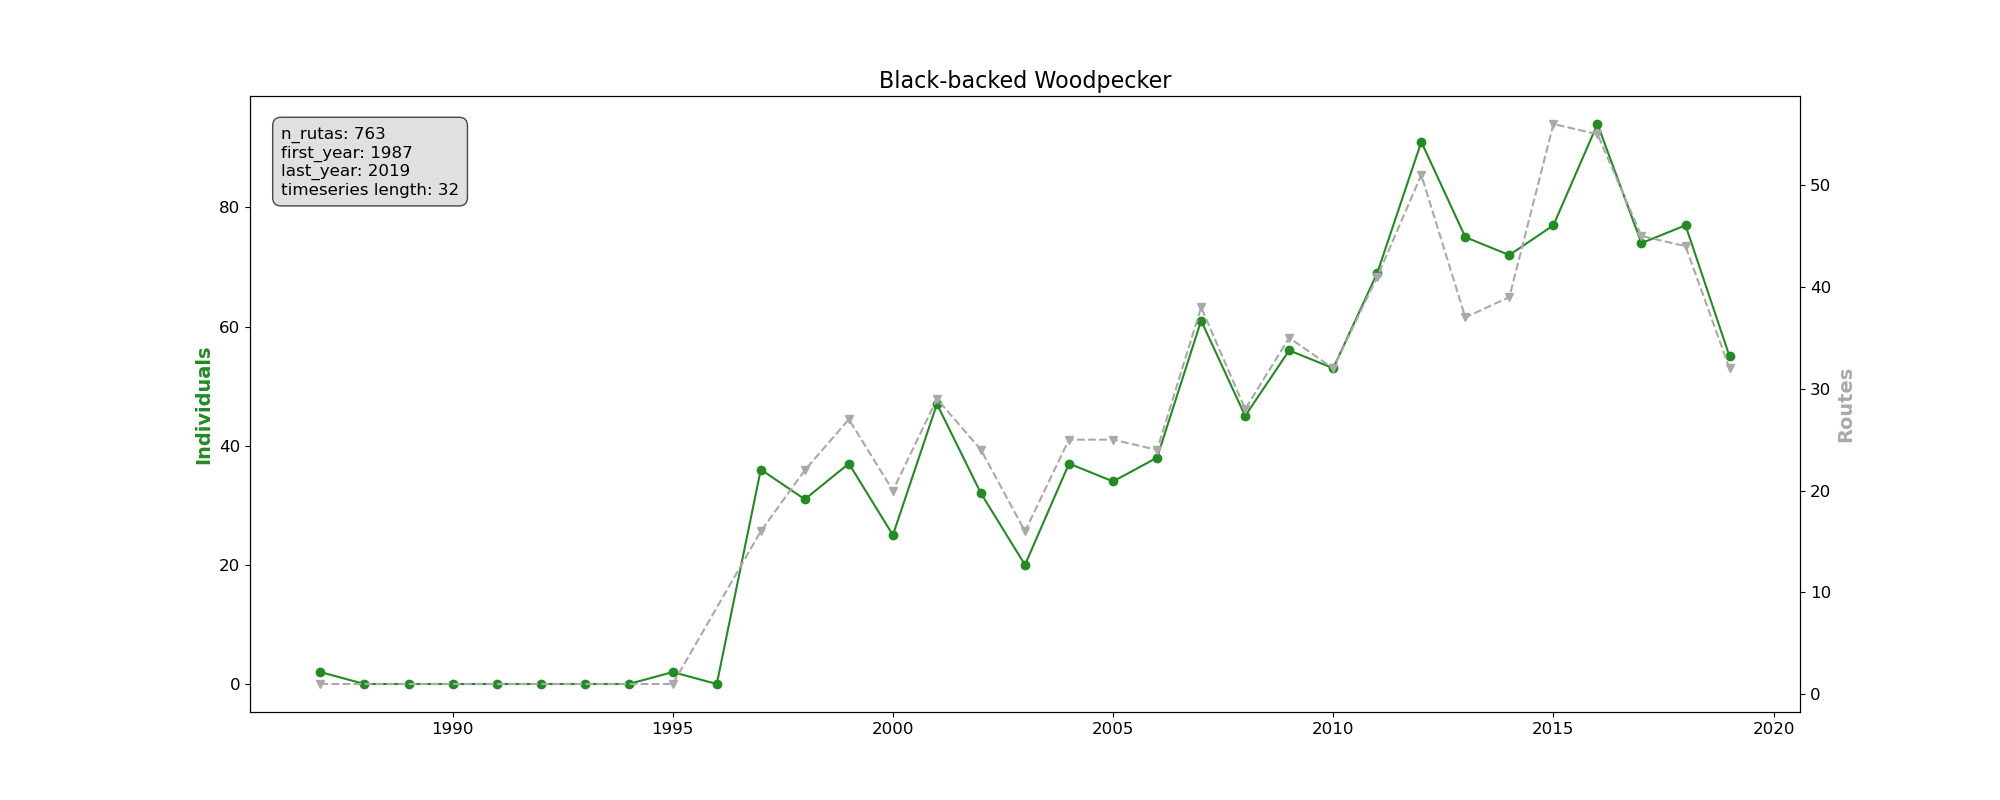 Black-backed Woodpecker
n_rutas: 763
first_year: 1987
last_year: 2019
timeseries length: 32
Individuals
80
60
40
20
0
50
40
30
20
10
0
Routes
1990 1995 2000 2005 2010 2015 2020